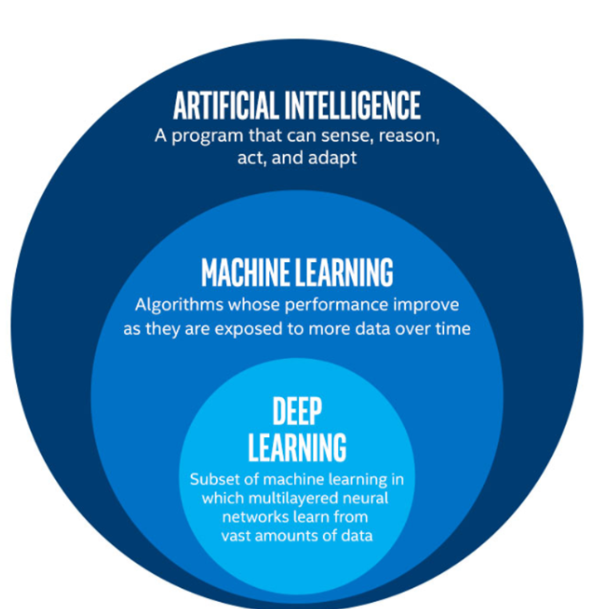 ARTIFICIAL INTELLIGENCE
A program that can sense, reason,
act, and adapt
MACHINE LEARNING
Algorithms whose performance improve
as they are exposed to more data over time
DEEP
LEARNING
Subset of machine learning in
which multilayered neural
networks learn from
vast amounts of data